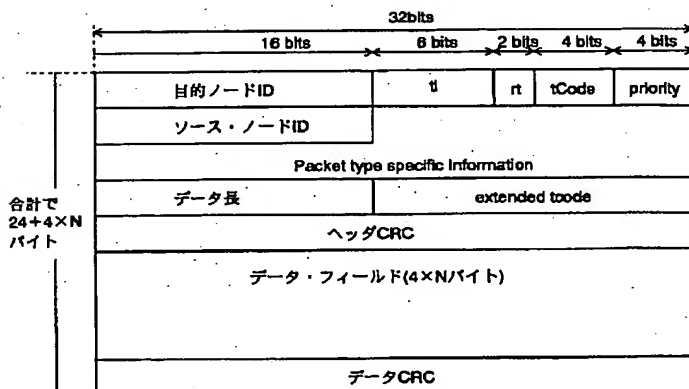 32bits
16 bits 6 bits 2 bits 4 bits 4 bits
目的ノードID tl rt tCode priority
ソース・ノードID
Packet type specific Information
データ長 extended tcode
合計で
24+4×N
バイト
ヘッダCRC
データ・フィールド(4×Nバイト)
データCRC